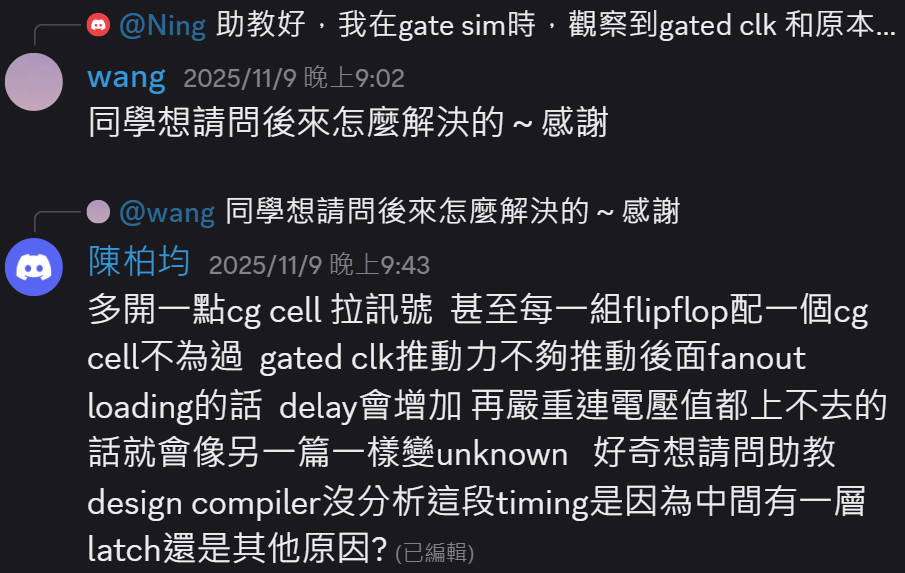 @Ning 助教好，我在gate sim時，觀察到gated clk 和原本...
wang 2025/11/9 晚上9:02
同學想請問後來怎麼解決的～感謝
@wang 同學想請問後來怎麼解決的～感謝
陳柏均 2025/11/9 晚上9:43
多開一點cg cell 拉訊號 甚至每一組flipflop配一個cg
cell不為過 gated clk推動力不夠推動後面fanout
loading的話 delay會增加 再嚴重連電壓值都上不去的
話就會像另一篇一樣變unknown 好奇想請問助教
design compiler沒分析這段timing是因為中間有一層
latch還是其他原因? (已編輯)